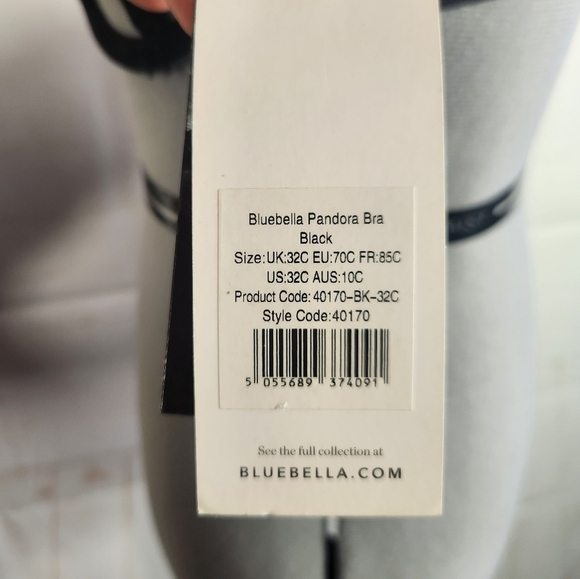 Bluebella Pandora Bra
Black
Size:UK:32C EU:70C FR:85C
US:32C AUS:10C
Product Code: 40170-BK-32C
Style Code:40170
5 055689 374091
See the full collection at
BLUEBELLA.COM